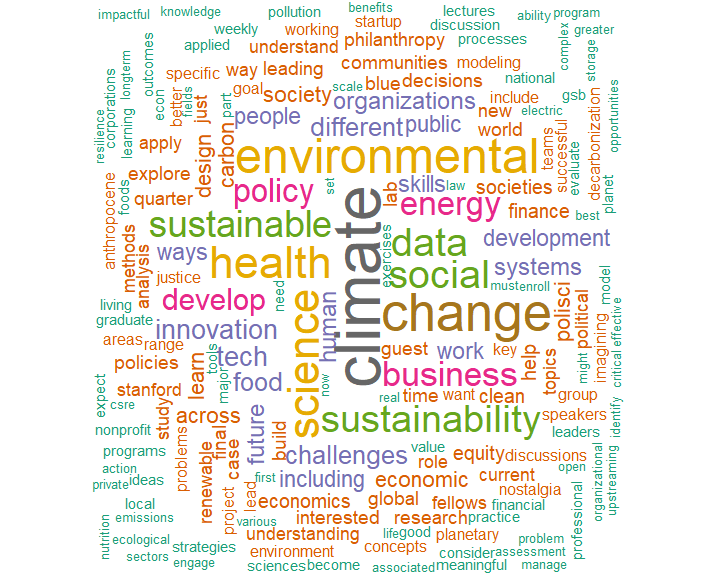 impactful
knowledge
pollution
benefits
lectures
ability
program
weekly
startup
discussion
complex
greater
applied
working
understand
philanthropy
processes
storage
corporations
longterm
outcomes
specific
way
leading
communities
modeling
national
econ
better
fields
goal
scale
blue
decisions
include
gsb
electric
opportunities
resilience
learning
just
part
society
organizations
new
people
different
public
world
teams
successful
evaluate
decarbonization
apply
design
carbon
environmental
explore
policy
set
lab
skills
law
societies
best
planet
anthropocene
foods
quarter
sustainable
climate
energy
finance
methods
analysis
ways
health
exercises
data
development
justice
need
social
systems
must
enroll
model
living
graduate
develop
human
change
polisci
political
imagining
critical
effective
areas
range
innovation
science
guest
work
key
help
might
policies
tools
tech
topics
stanford
learn
major
food
now
business
expect
csre
real
time
want
clean
group
identify
study
across
sustainability
speakers
nonprofit
future
build
leaders
programs
problems
final
case
challenges
value
equity
discussions
action
role
open
organizational
upstreaming
private
ideas
renewable
lead
first
including
economic
current
nostalgia
local
project
economics
global
fellows
financial
professional
emissions
various
interested
research
practice
nutrition
ecological
understanding
life
good
planetary
problem
sectors
strategies
environment
concepts
consider
assessment
engage
sciences
become
associated
meaningful
manage